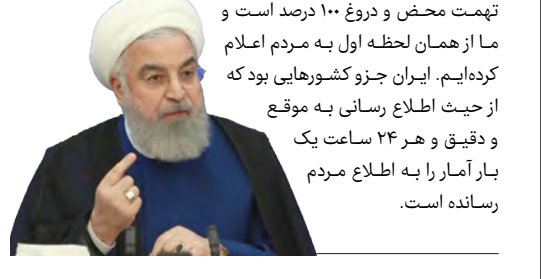 تهمت محض و دروغ ۱۰۰ درصد است و
ما از همان لحظه اول به مردم اعلام
کرده‌ایم. ایران جزو کشورهایی بود که
از حیث اطلاع رسانی به موقع
و دقیق و هر ۲۴ ساعت یک
بار آمار را به اطلاع مردم
رسانده است.